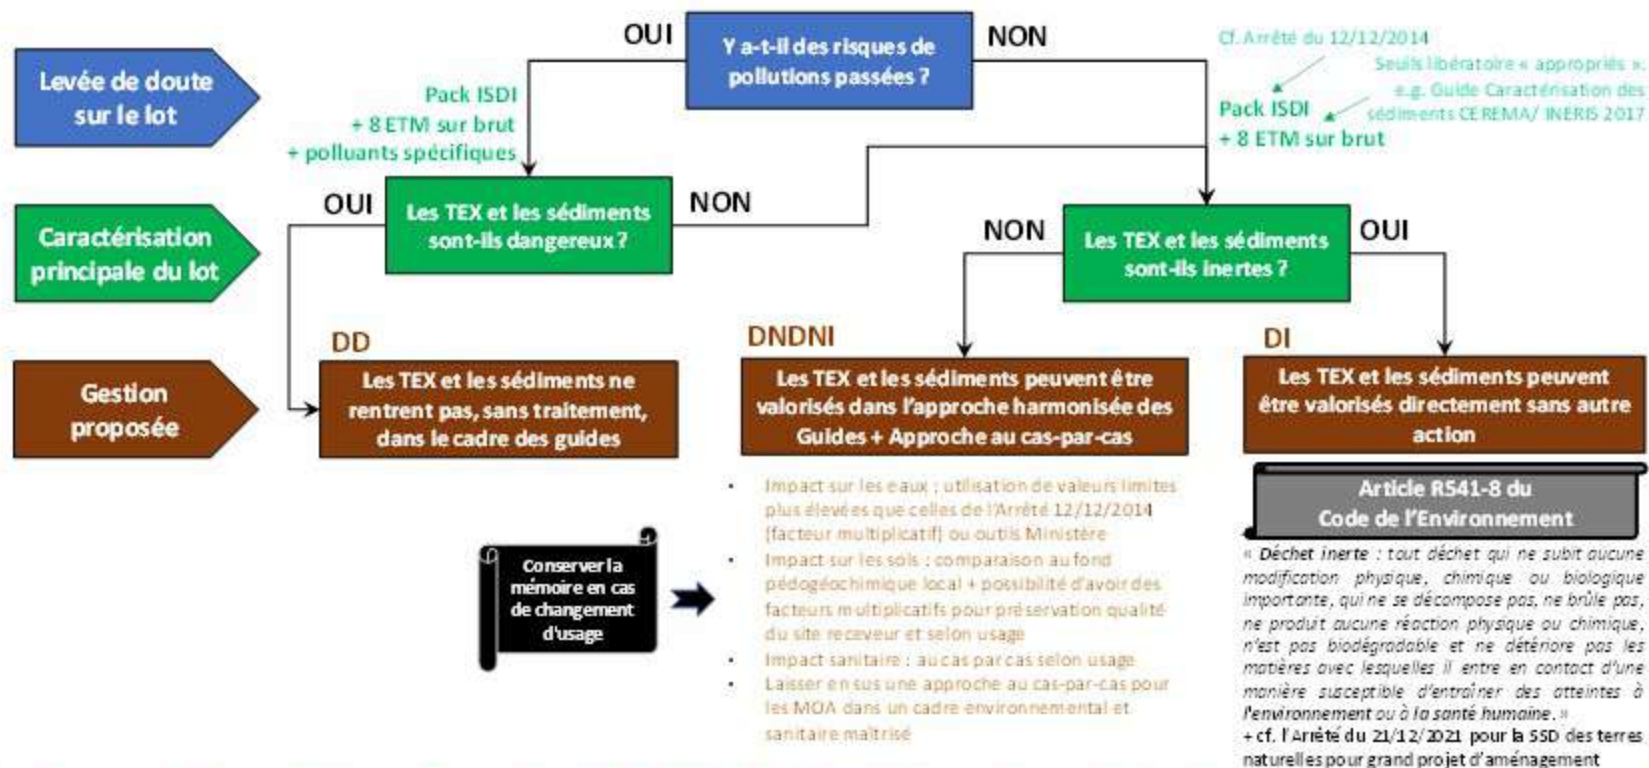 Levée de doute
sur le lot
OUI
Y a-t-il des risques de
pollutions passées ?
NON
Pack ISDI
+ 8 ETM sur brut
+ polluants spécifiques
Cf. Arrêté du 12/12/2014
Seuils libératoire « appropriés ».
e.g. Guide Caractérisation des
sédiments CEREMA/ INERIS 2017
Pack ISDI
+ 8 ETM sur brut
Caractérisation
principale du lot
OUI
Les TEX et les sédiments
sont-ils dangereux ?
NON
NON
Les TEX et les sédiments
sont-ils inertes ?
OUI
Gestion
proposée
DD
Les TEX et les sédiments ne
rentrent pas, sans traitement,
dans le cadre des guides
DNDNI
Les TEX et les sédiments peuvent être
valorisés dans l'approche harmonisée des
Guides + Approche au cas-par-cas
DI
Les TEX et les sédiments peuvent
être valorisés directement sans autre
action
Conserver la
mémoire en cas
de changement
d'usage
• Impact sur les eaux : utilisation de valeurs limites
plus élevées que celles de l'Arrêté 12/12/2014
(facteur multiplicatif) ou outils Ministère
• Impact sur les sols : comparaison au fond
pédogéochimique local + possibilité d'avoir des
facteurs multiplicatifs pour préservation qualité
du site receveur et selon usage
• Impact sanitaire : au cas par cas selon usage
• Laisser en sus une approche au cas-par-cas pour
les MOA dans un cadre environnemental et
sanitaire maîtrisé
Article R541-8 du
Code de l'Environnement
« Déchet inerte : tout déchet qui ne subit aucune
modification physique, chimique ou biologique
importante, qui ne se décompose pas, ne brûle pas,
ne produit aucune réaction physique ou chimique,
n'est pas biodégradable et ne détériore pas les
matières avec lesquelles il entre en contact d'une
manière susceptible d'entraîner des atteintes à
l'environnement ou à la santé humaine. »
+ cf. l'Arrêté du 21/12/2021 pour la SSD des terres
naturelles pour grand projet d'aménagement